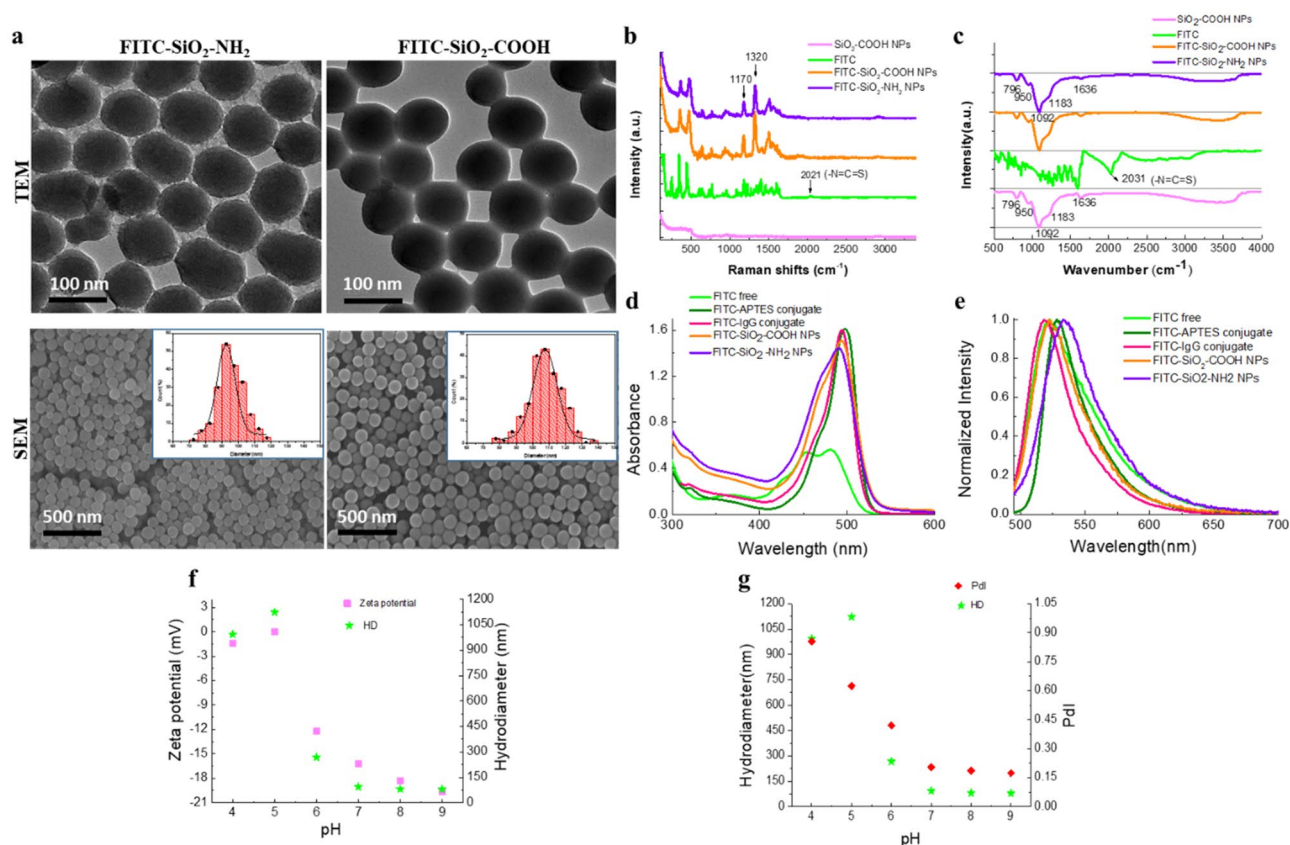 a
FITC-SiO₂-NH₂
FITC-SiO₂-COOH
TEM
100 nm
100 nm
SEM
500 nm
500 nm
Count (%)
Diameter(nm)
Count (%)
Diameter(nm)
b
SiO₂-COOH NPs
FITC
FITC-SiO₂-COOH NPs
FITC-SiO₂-NH₂ NPs
1320
1170
2021 (-N=C=S)
Intensity (a.u.)
500 1000 1500 2000 2500 3000
Raman shifts (cm⁻¹)
c
SiO₂-COOH NPs
FITC
FITC-SiO₂-COOH NPs
FITC-SiO₂-NH₂ NPs
796
950
1092
1183
1636
2031 (-N=C=S)
796
950
1092
1183
1636
Intensity(a.u.)
500 1000 1500 2000 2500 3000 3500 4000
Wavenumber (cm⁻¹)
d
FITC free
FITC-APTES conjugate
FITC-IgG conjugate
FITC-SiO₂-COOH NPs
FITC-SiO₂ -NH₂ NPs
Absorbance
1.6
1.2
0.8
0.4
0.0
300 400 500 600
Wavelength (nm)
e
FITC free
FITC-APTES conjugate
FITC-IgG conjugate
FITC-SiO₂-COOH NPs
FITC-SiO2-NH2 NPs
Normalized Intensity
1.0
0.8
0.6
0.4
0.2
0.0
500 550 600 650 700
Wavelength(nm)
f
Zeta potential
HD
Zeta potential (mV)
3
0
-3
-6
-9
-12
-15
-18
-21
4 5 6 7 8 9
pH
1200
1050
900
750
600
450
300
150
0
Hydrodiameter (nm)
g
PdI
HD
Hydrodiameter(nm)
1200
1050
900
750
600
450
300
150
0
4 5 6 7 8 9
pH
1.05
0.90
0.75
0.60
0.45
0.30
0.15
0.00
PdI